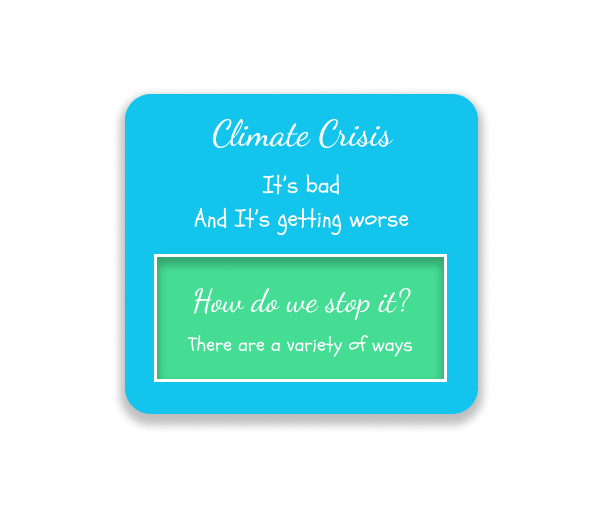 Climate Crisis
It's bad
And It's getting worse
How do we stop it?
There are a variety of ways